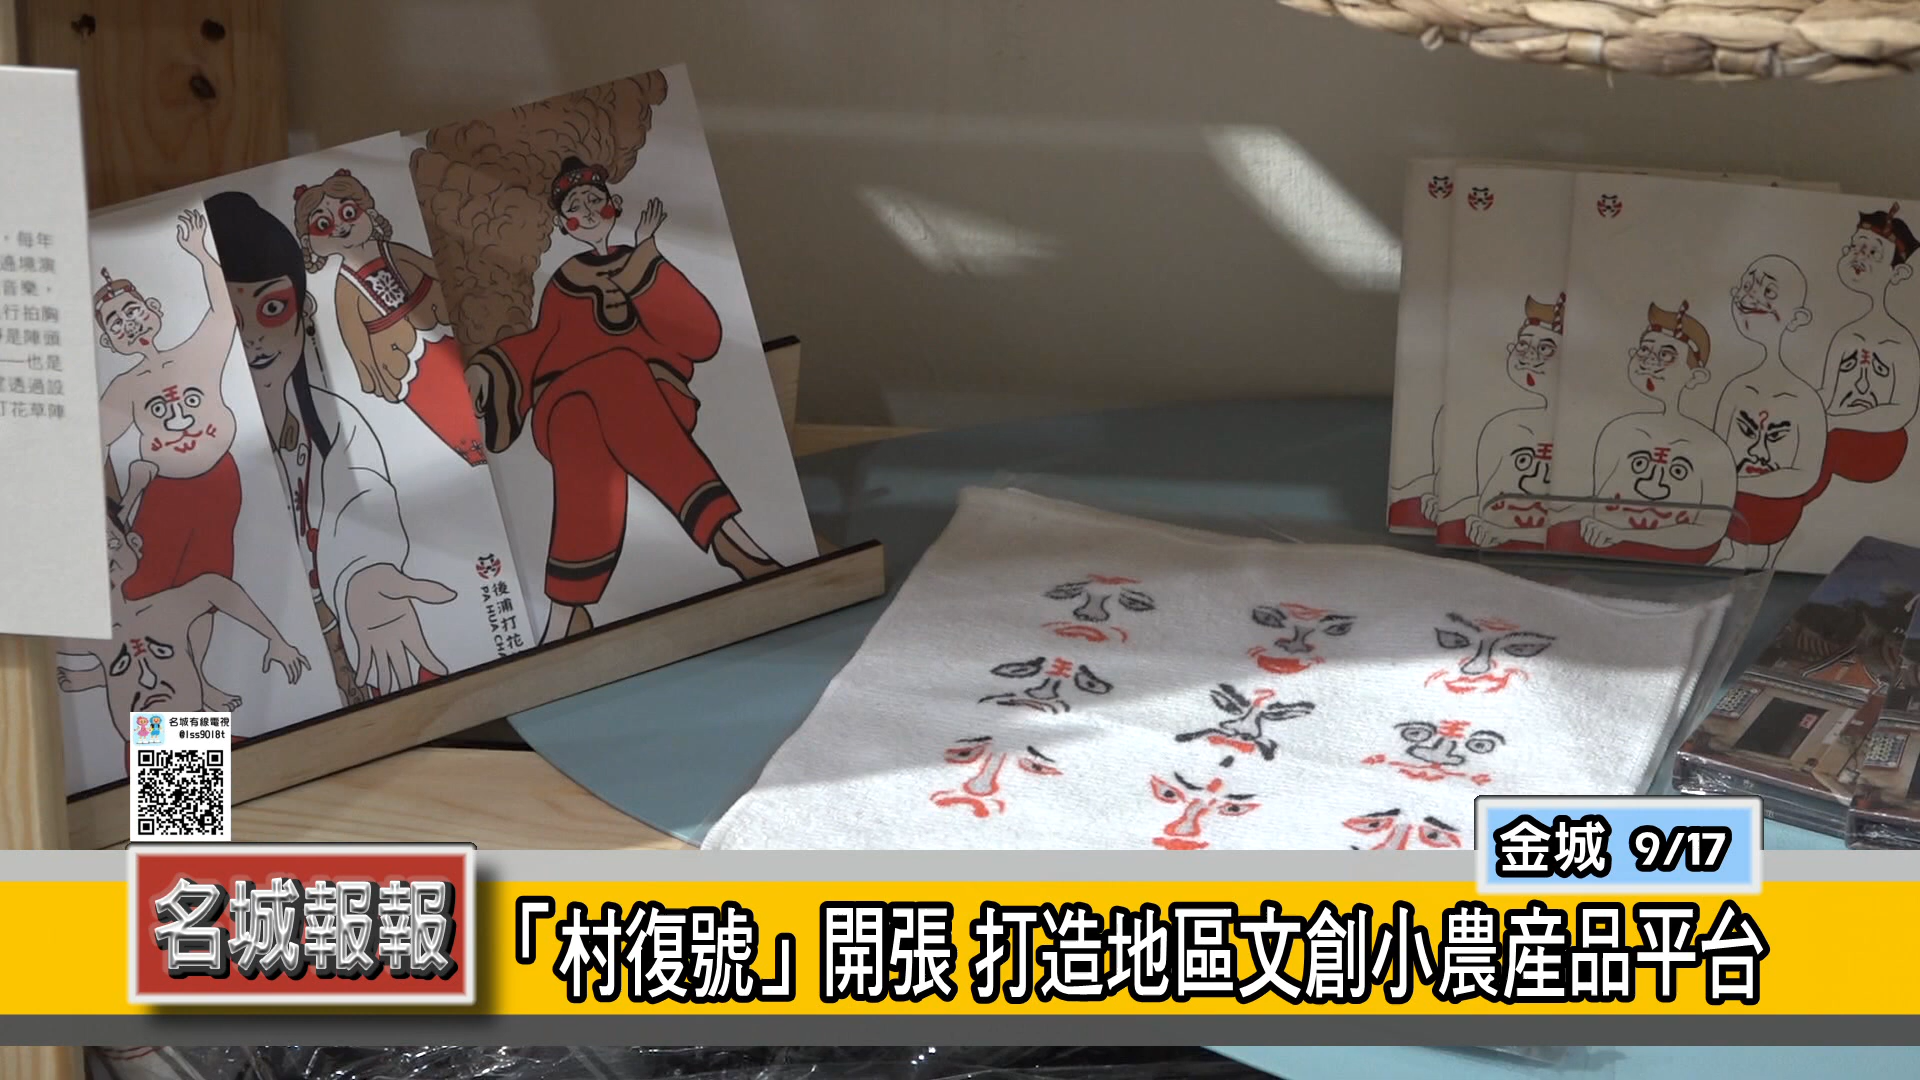 ，每年
過境演
音樂，
行拍胸
是陣頭
──也是
透過設
打花草陣
後浦打花
PA HUA CHA
名城有線電視
@lss9018t
金城 9/17
名城報報
「村復號」開張 打造地區文創小農産品平台